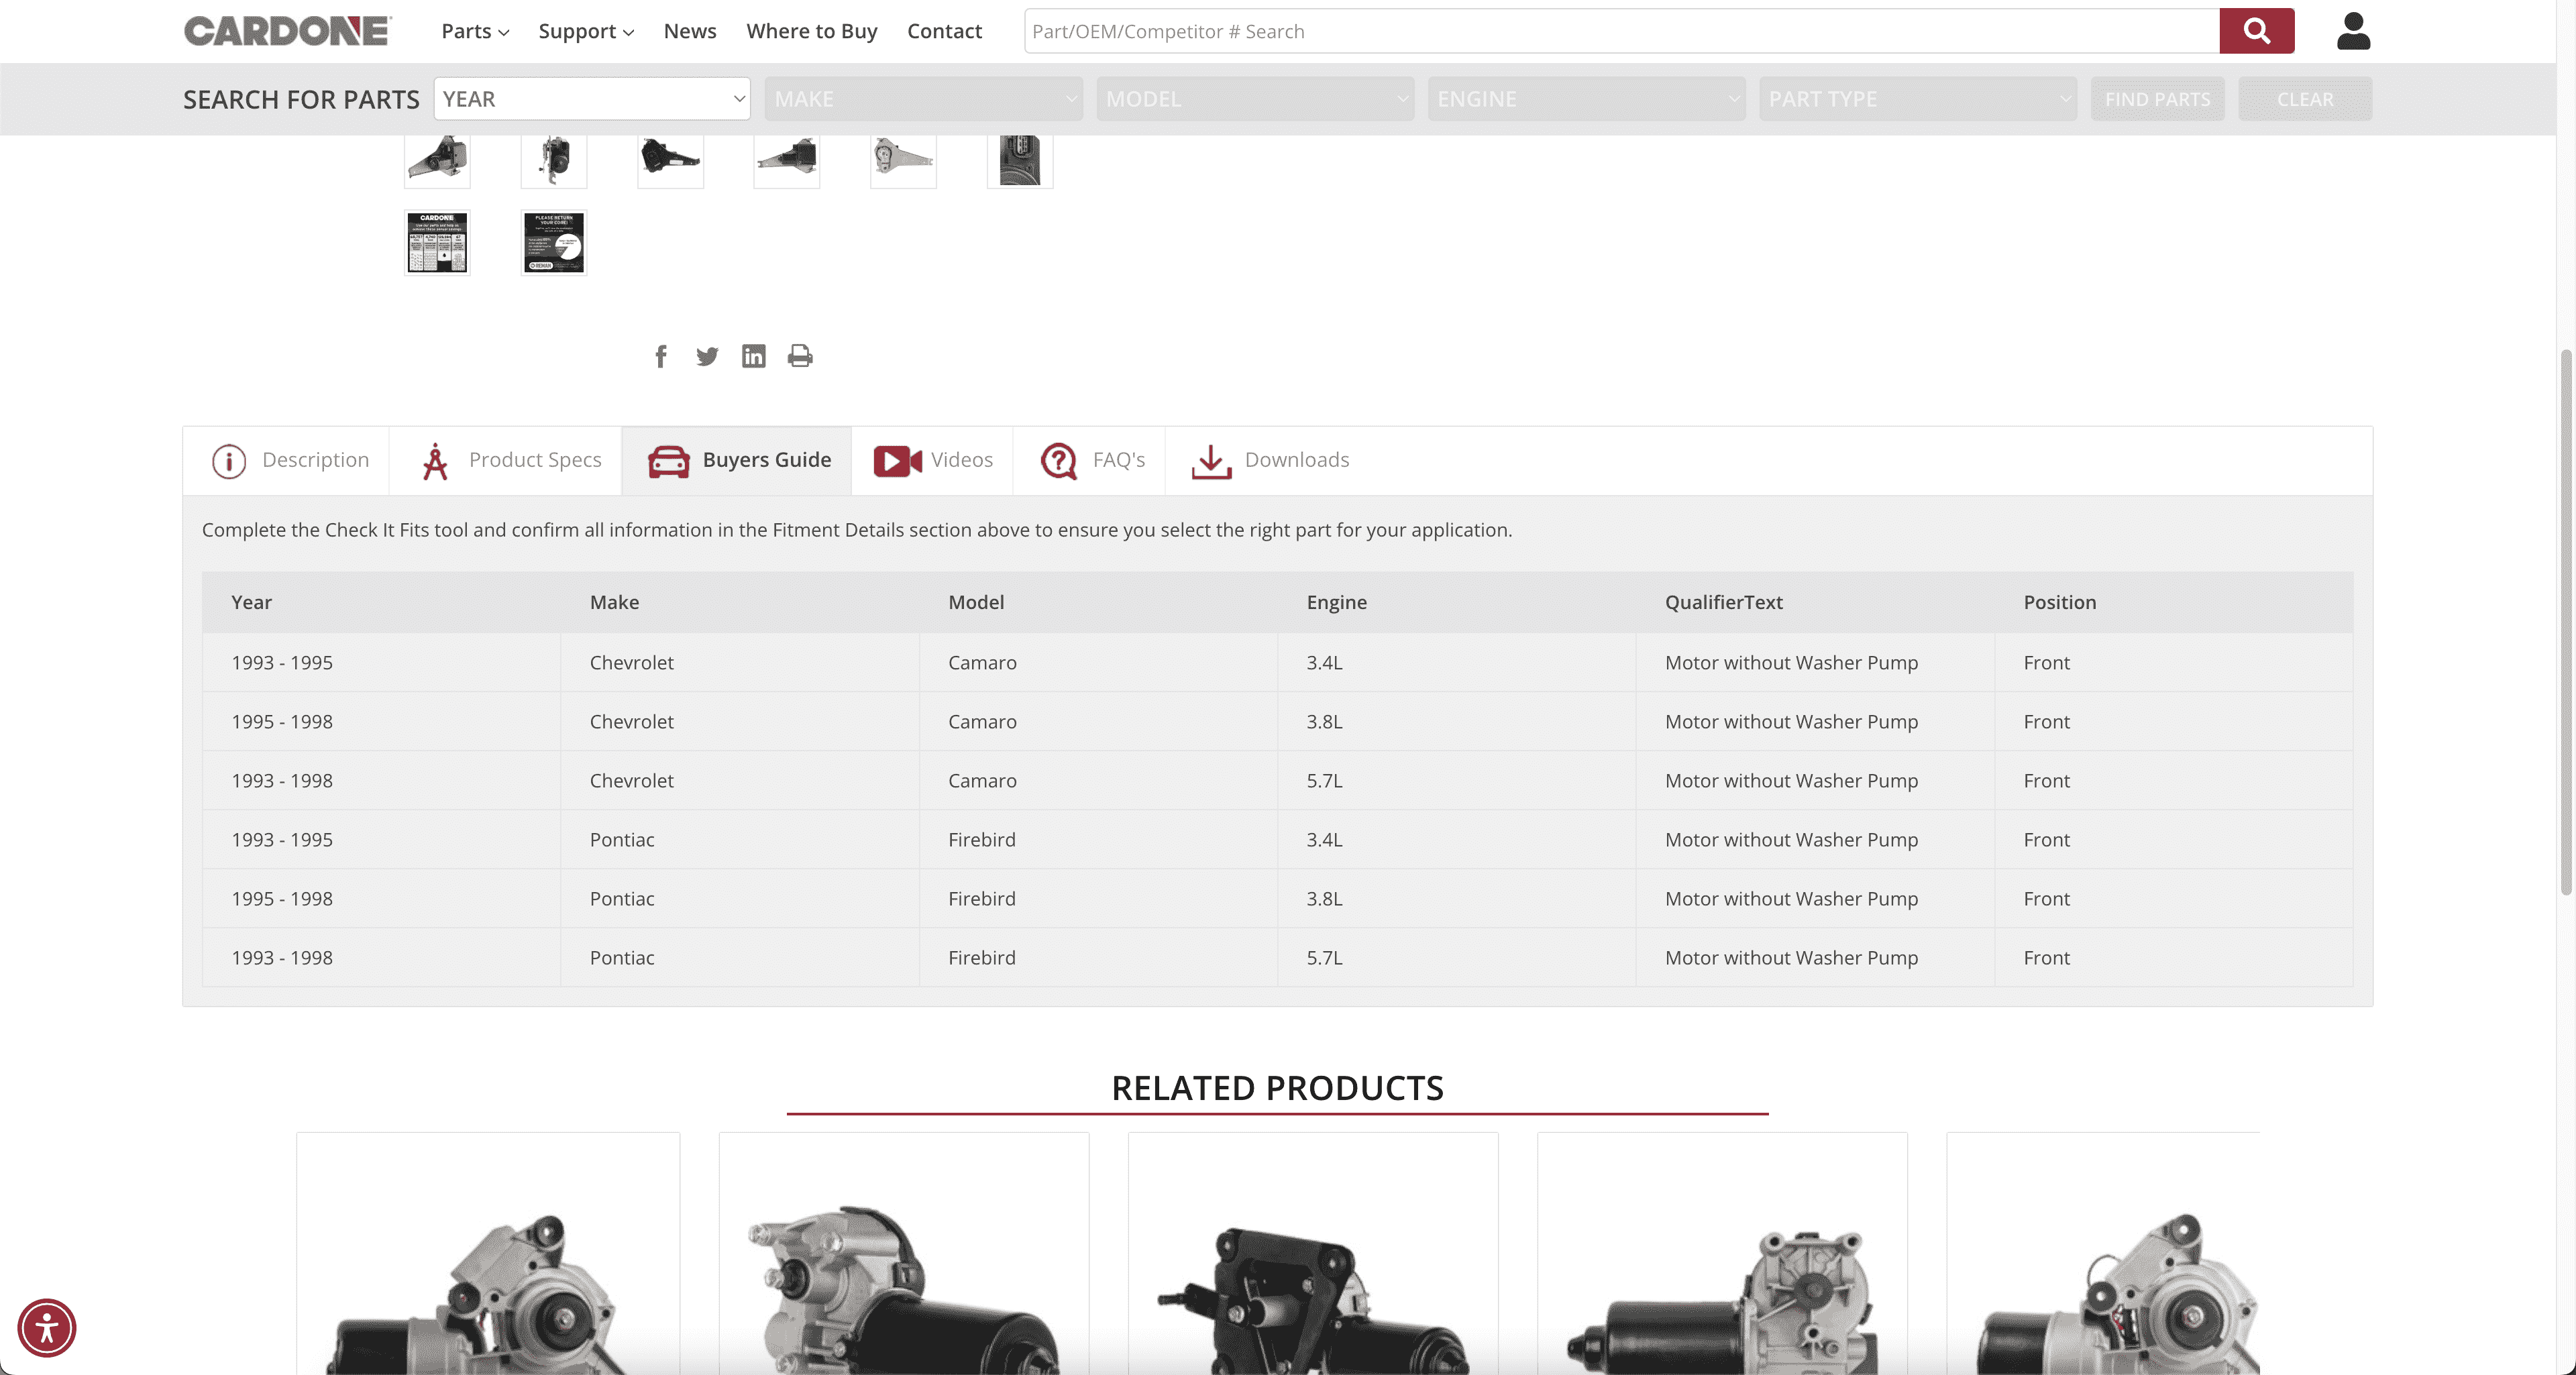 CARDONE
Parts Support News Where to Buy Contact Part/OEM/Competitor # Search
SEARCH FOR PARTS YEAR MAKE MODEL ENGINE PART TYPE FIND PARTS CLEAR
CARDONE
PLEASE RETURN
YOUR CORE!
Description Product Specs Buyers Guide Videos FAQ's Downloads
Complete the Check It Fits tool and confirm all information in the Fitment Details section above to ensure you select the right part for your application.
Year Make Model Engine QualifierText Position
1993 - 1995 Chevrolet Camaro 3.4L Motor without Washer Pump Front
1995 - 1998 Chevrolet Camaro 3.8L Motor without Washer Pump Front
1993 - 1998 Chevrolet Camaro 5.7L Motor without Washer Pump Front
1993 - 1995 Pontiac Firebird 3.4L Motor without Washer Pump Front
1995 - 1998 Pontiac Firebird 3.8L Motor without Washer Pump Front
1993 - 1998 Pontiac Firebird 5.7L Motor without Washer Pump Front
RELATED PRODUCTS